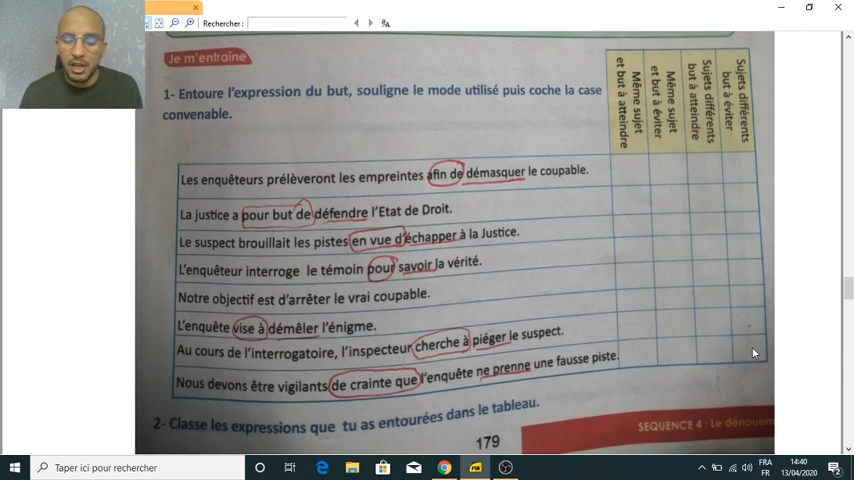 Rechercher:
Je m'entraîne
1- Entoure l'expression du but, souligne le mode utilisé puis coche la case
convenable.
Même sujet
et but à atteindre
Même sujet
et but à éviter
Sujets différents
but à atteindre
Sujets différents
but à éviter
Les enquêteurs prélèveront les empreintes afin de démasquer le coupable.
La justice a pour but de défendre l'Etat de Droit.
Le suspect brouillait les pistes en vue d'échapper à la Justice.
L'enquêteur interroge le témoin pour savoir la vérité.
Notre objectif est d'arrêter le vrai coupable.
L'enquête vise à démêler l'énigme.
Au cours de l'interrogatoire, l'inspecteur cherche à piéger le suspect.
Nous devons être vigilants de crainte que l'enquête ne prenne une fausse piste.
2- Classe les expressions que tu as entourées dans le tableau.
179
SEQUENCE 4 : Le dénouem
Taper ici pour rechercher
FRA
FR
14:40
13/04/2020
2